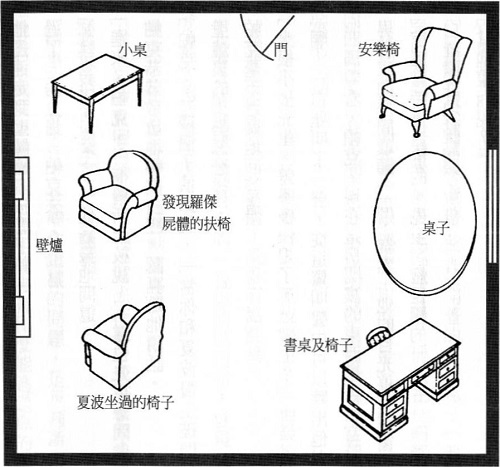 小桌
門
安樂椅
發現羅傑
屍體的扶椅
桌子
壁爐
書桌及椅子
夏波坐過的椅子